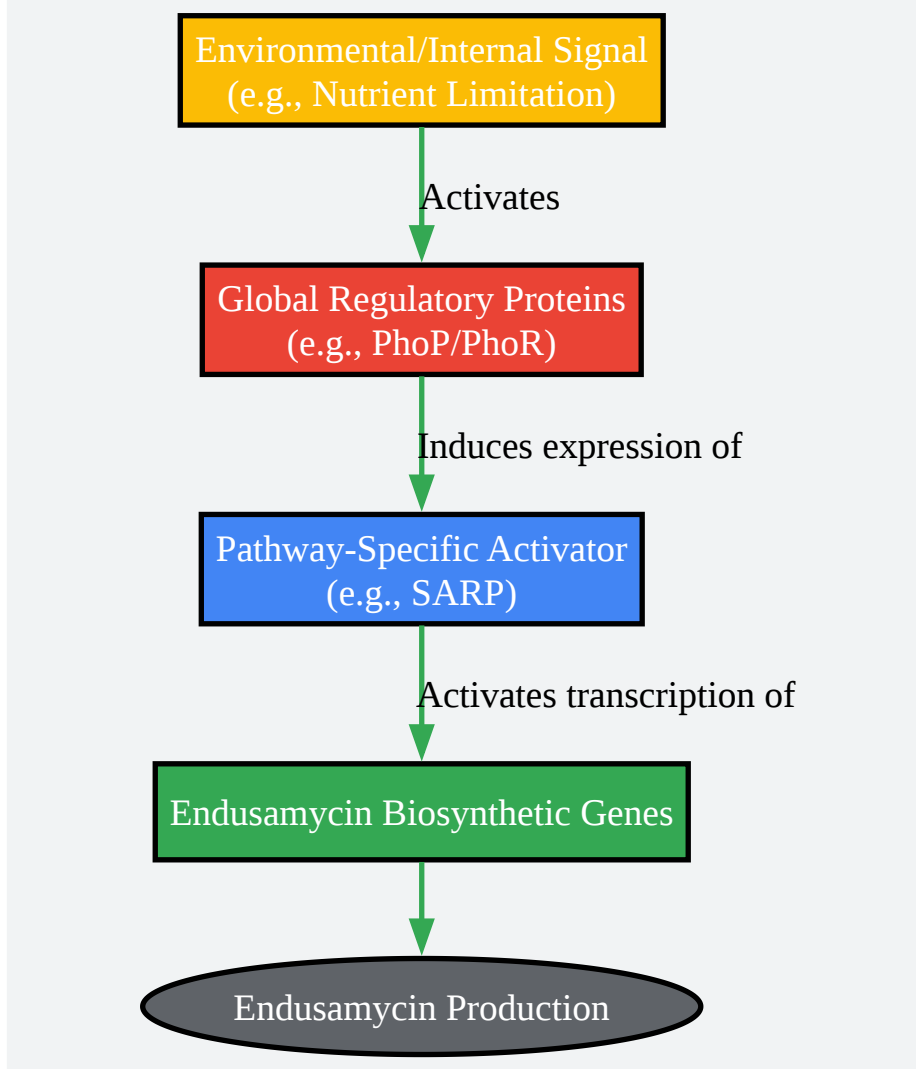 Environmental/Internal Signal
(e.g., Nutrient Limitation)
Activates
Global Regulatory Proteins
(e.g., PhoP/PhoR)
Induces expression of
Pathway-Specific Activator
(e.g., SARP)
Activates transcription of
Endusamycin Biosynthetic Genes
Endusamycin Production